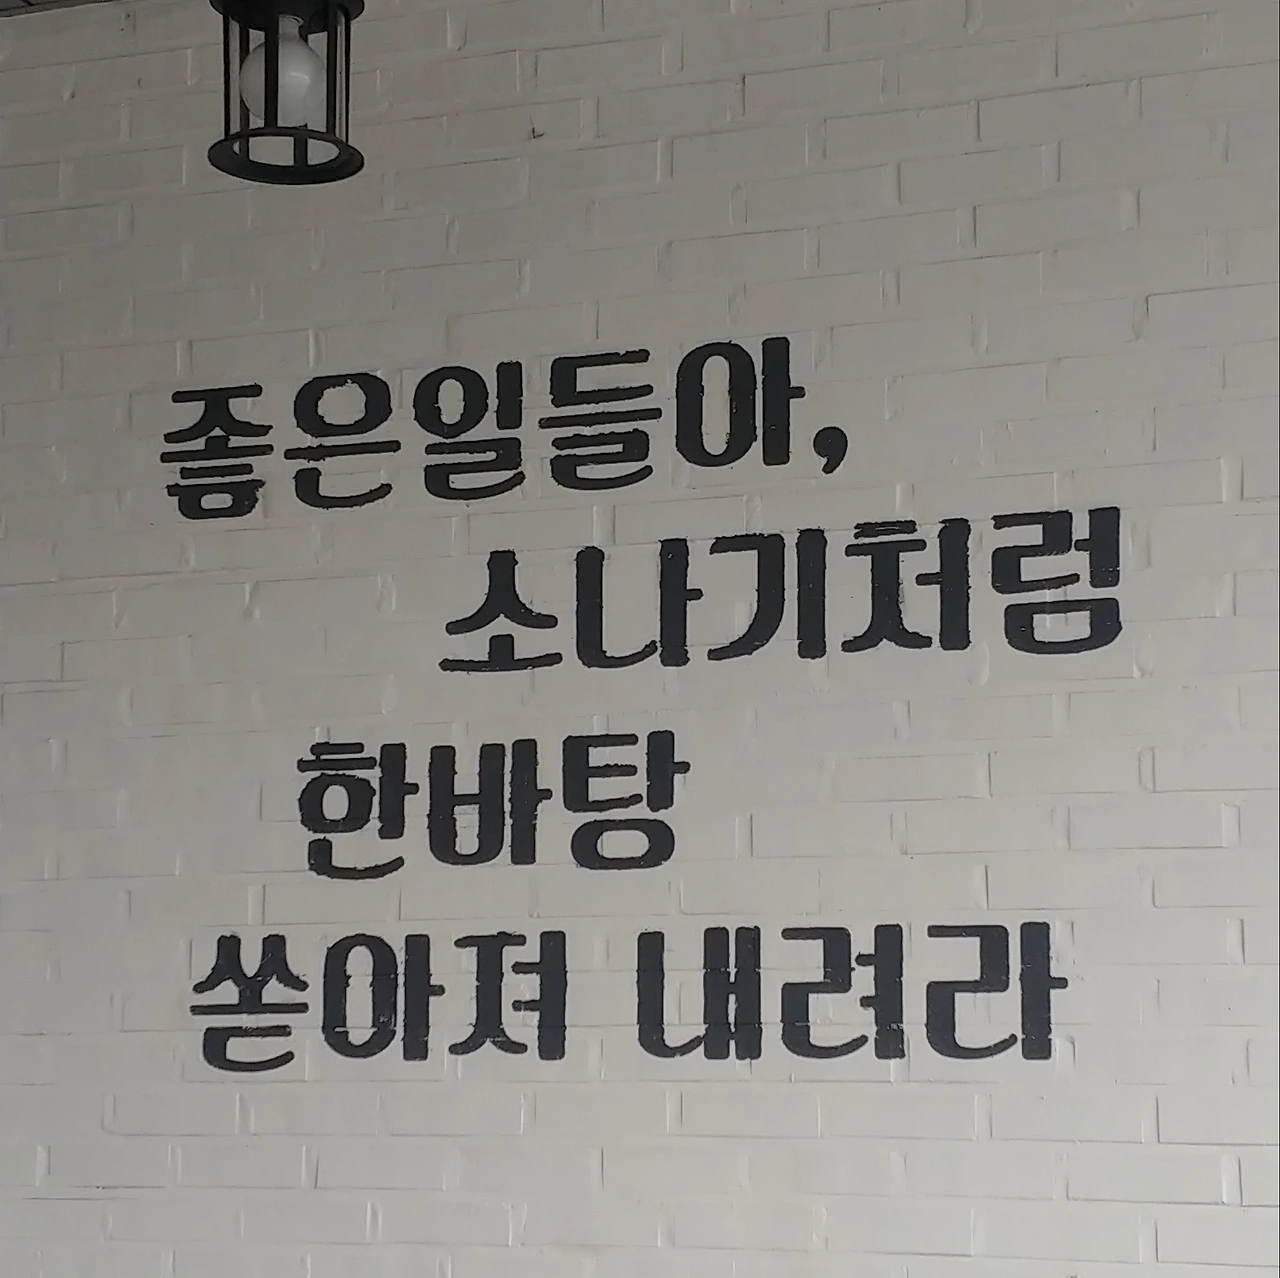 좋은일들아,
소나기처럼
한바탕
쏟아져 내려라